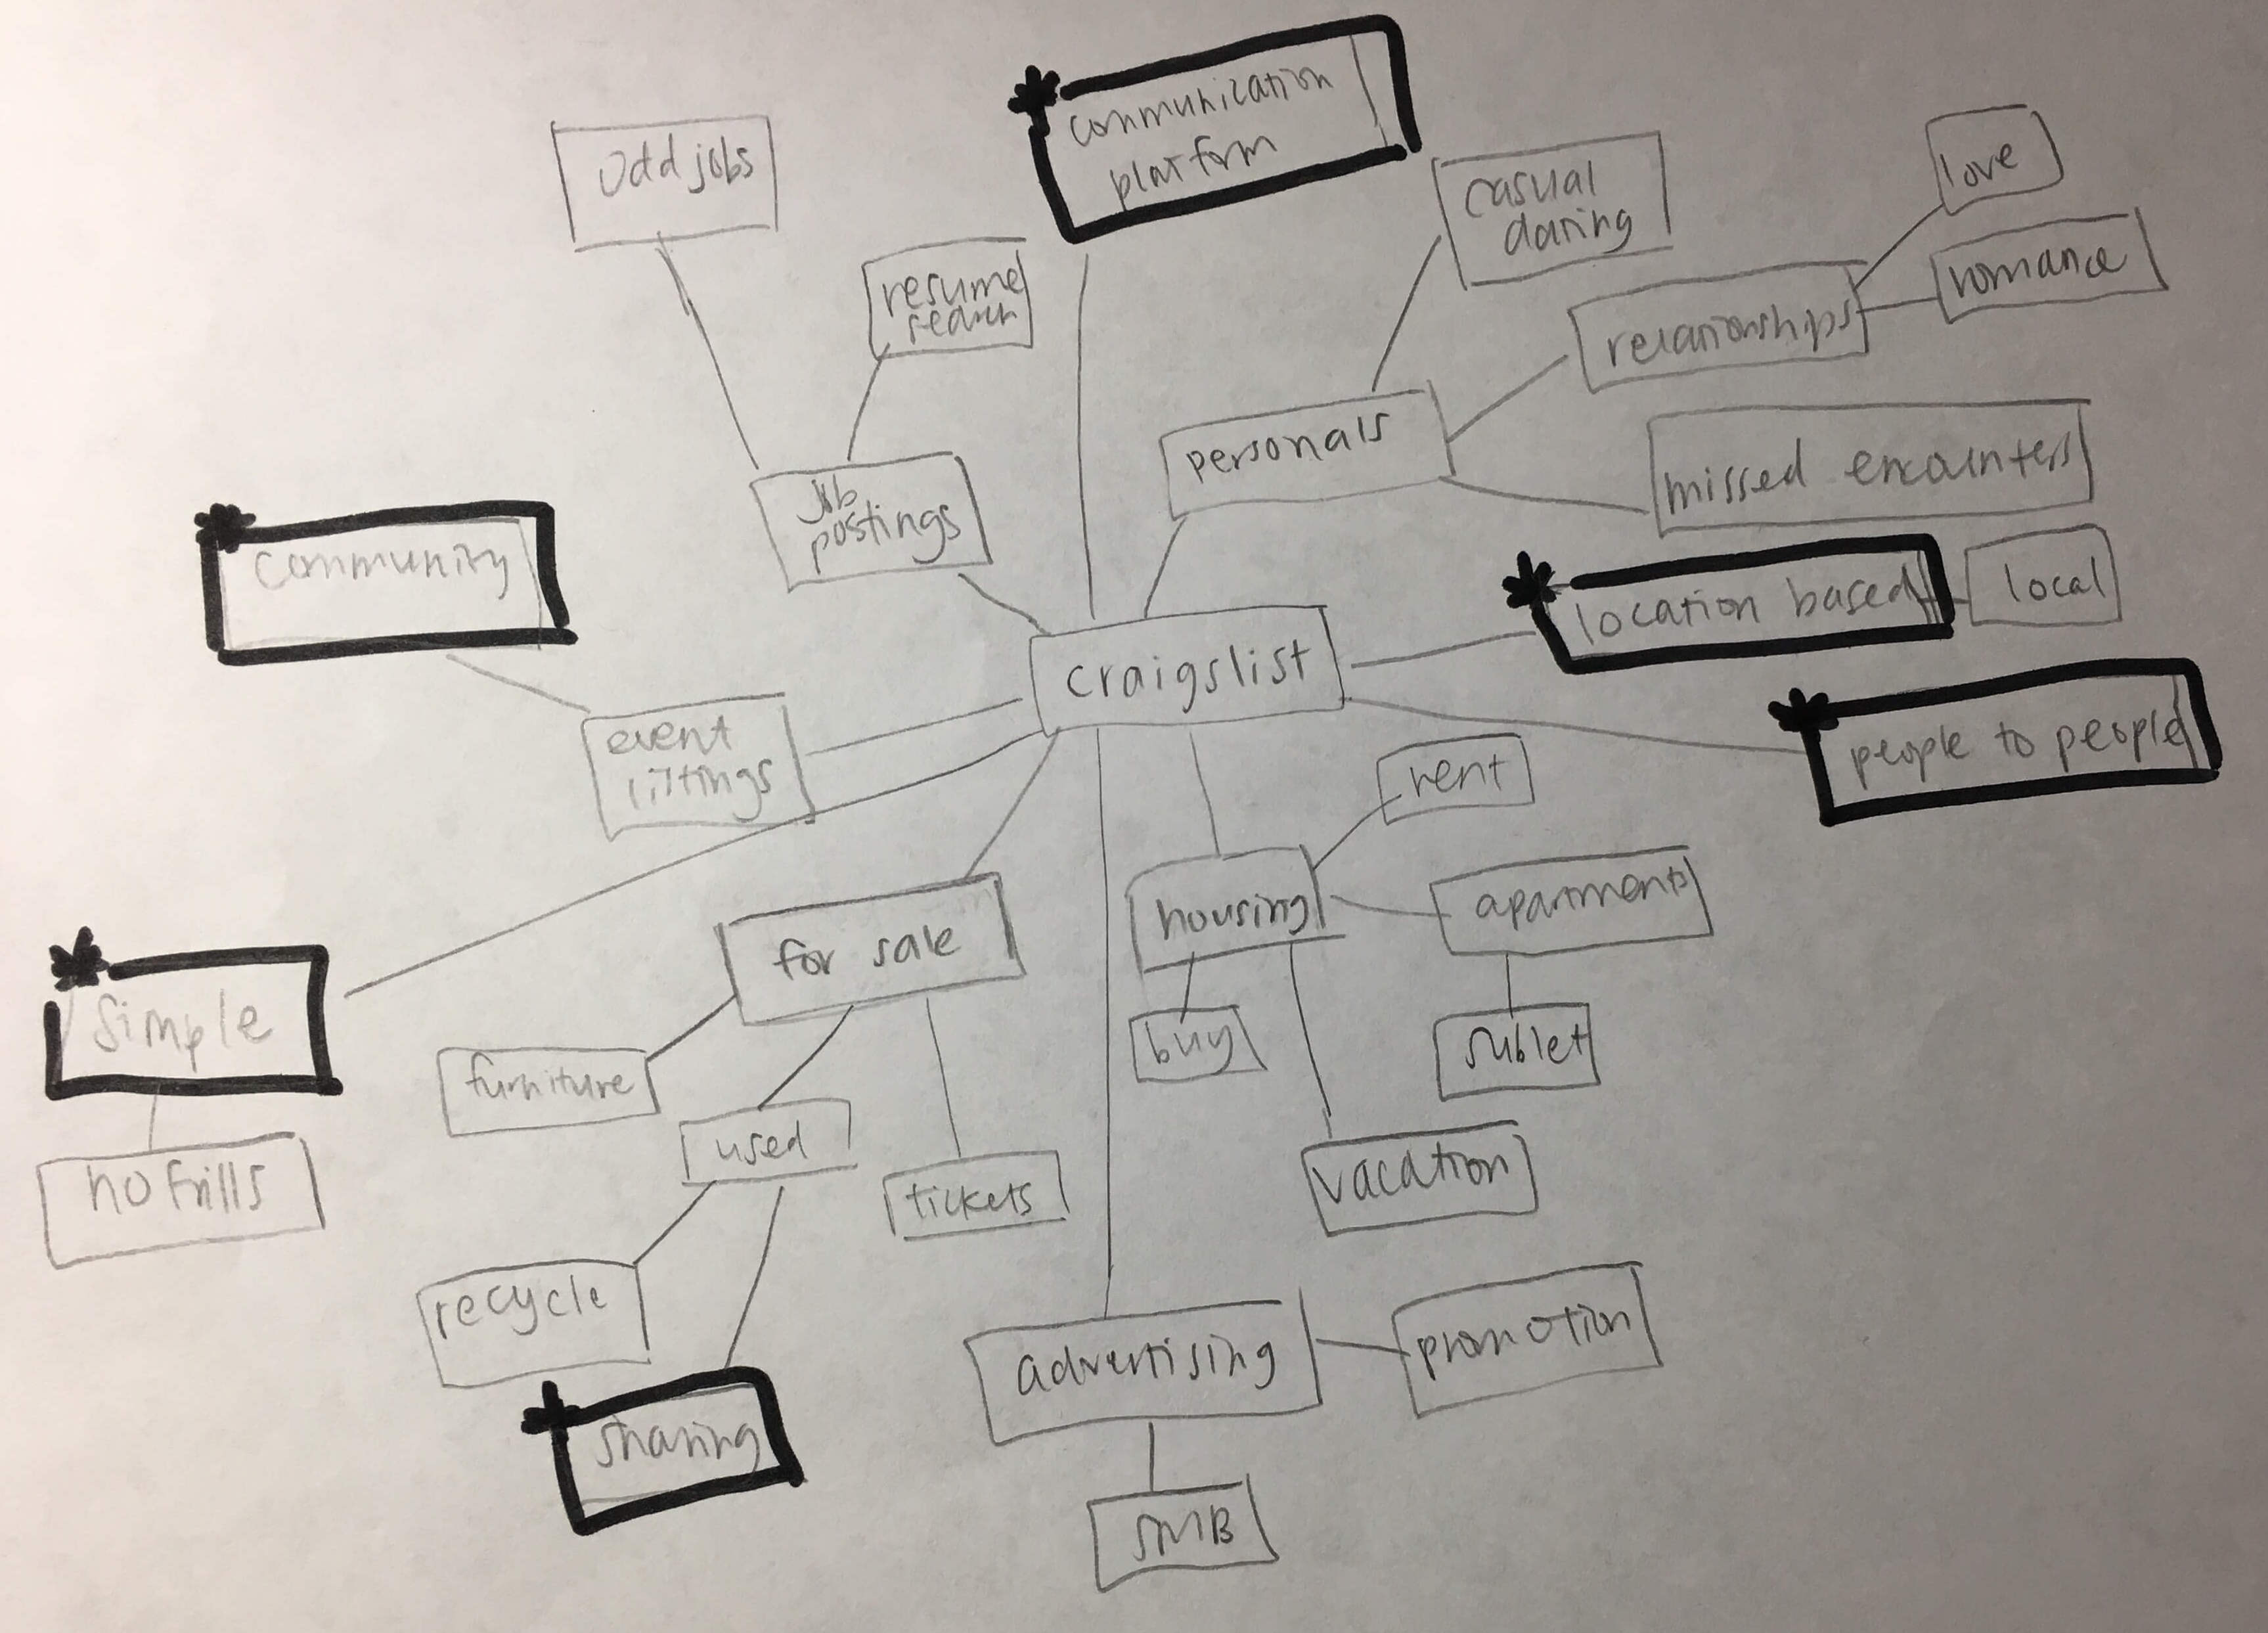 communication
platform
odd jobs
casual
dating
love
resume
search
romance
relationships
personals
missed encounters
job
postings
community
location based
local
craigslist
people to people
event
listings
rent
housing
apartments
for sale
simple
buy
sublet
furniture
used
vacation
tickets
no frills
recycle
advertising
promotion
sharing
SMB